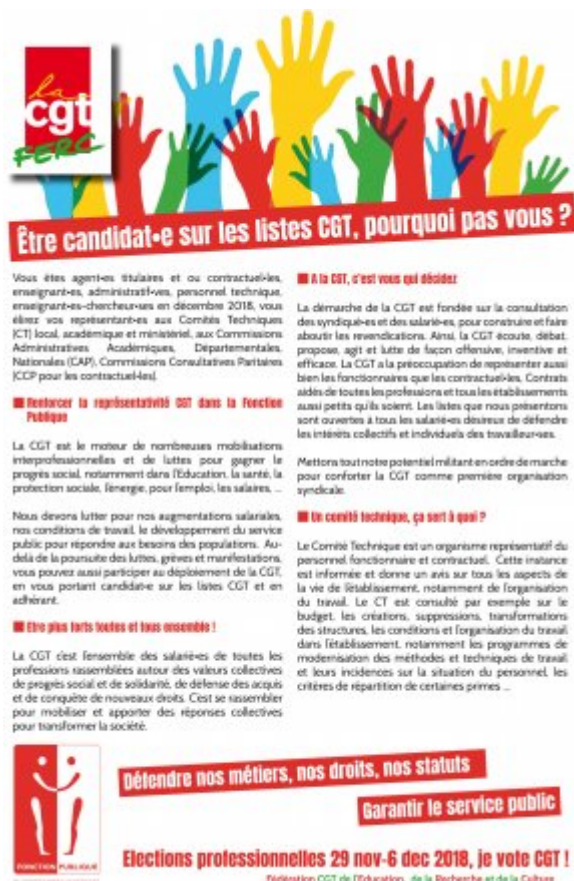 la
cgt
FERC
Être candidat•e sur les listes CGT, pourquoi pas vous ?
Vous êtes agent•es titulaires et ou contractuel•les,
enseignant•es, administratif•ves, personnel technique,
enseignant•es-chercheur•ses en décembre 2018, vous
élirez vos représentant•es aux Comités Techniques
(CT) local, académique et ministériel, aux Commissions
Administratives Académiques, Départementales,
Nationales (CAP), Commissions Consultatives Paritaires
(CCP pour les contractuel•les).
Renforcer la représentativité CGT dans la Fonction
Publique
La CGT est le moteur de nombreuses mobilisations
interprofessionnelles et de luttes pour gagner le
progrès social, notamment dans l'Education, la santé, la
protection sociale, l'énergie, pour l'emploi, les salaires, ...
Nous devons lutter pour nos augmentations salariales,
nos conditions de travail, le développement du service
public pour répondre aux besoins des populations. Au-
delà de la poursuite des luttes, grèves et manifestations,
vous pouvez aussi participer au déploiement de la CGT,
en vous portant candidat•e sur les listes CGT et en
adhérant.
Etre plus forts toutes et tous ensemble !
La CGT c'est l'ensemble des salarié•es de toutes les
professions rassemblées autour des valeurs collectives
de progrès social et de solidarité, de défense des acquis
et de conquête de nouveaux droits. C'est se rassembler
pour mobiliser et apporter des réponses collectives
pour transformer la société.
A la CGT, c'est vous qui décidez
La démarche de la CGT est fondée sur la consultation
des syndiqué•es et des salarié•es, pour construire et faire
aboutir les revendications. Ainsi, la CGT écoute, débat,
propose, agit et lutte de façon offensive, inventive et
efficace. La CGT a la préoccupation de représenter aussi
bien les fonctionnaires que les contractuel•les, Contrats
aidés de toutes les professions et tous les établissements
aussi petits qu'ils soient. Les listes que nous présentons
sont ouvertes à tous les salarié•es désireux de défendre
les intérêts collectifs et individuels des travailleur•ses.
Mettons tout notre potentiel militant en ordre de marche
pour conforter la CGT comme première organisation
syndicale.
Un comité technique, ça sert à quoi ?
Le Comité Technique est un organisme représentatif du
personnel fonctionnaire et contractuel. Cette instance
est informée et donne un avis sur tous les aspects de
la vie de l'établissement, notamment de l'organisation
du travail. Le CT est consulté par exemple sur le
budget, les créations, suppressions, transformations
des structures, les conditions et l'organisation du travail
dans l'établissement, notamment les programmes de
modernisation des méthodes et techniques de travail
et leurs incidences sur la situation du personnel, les
critères de répartition de certaines primes ...
Défendre nos métiers, nos droits, nos statuts
Garantir le service public
FONCTION PUBLIQUE
Elections professionnelles 29 nov-6 dec 2018, je vote CGT !
Fédération CGT de l'Education, de la Recherche et de la Culture